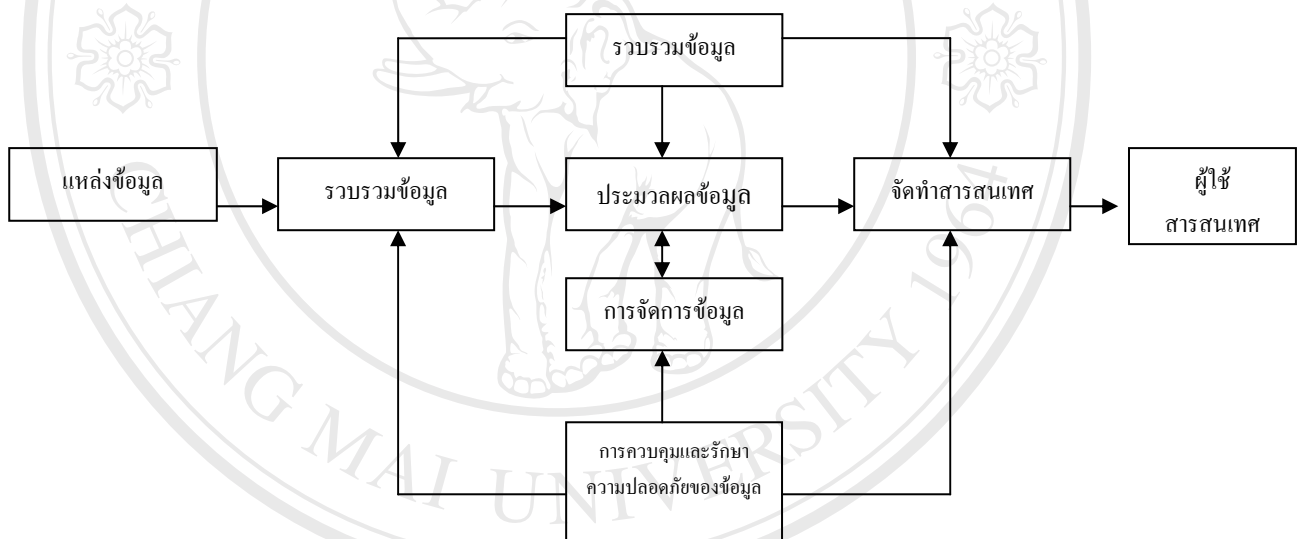 รวบรวมข้อมูล
แหล่งข้อมูล
รวบรวมข้อมูล
ประมวลผลข้อมูล
จัดทำสารสนเทศ
ผู้ใช้
สารสนเทศ
การจัดการข้อมูล
การควบคุมและรักษา
ความปลอดภัยของข้อมูล
CHIANG MAI UNIVERSITY 1964